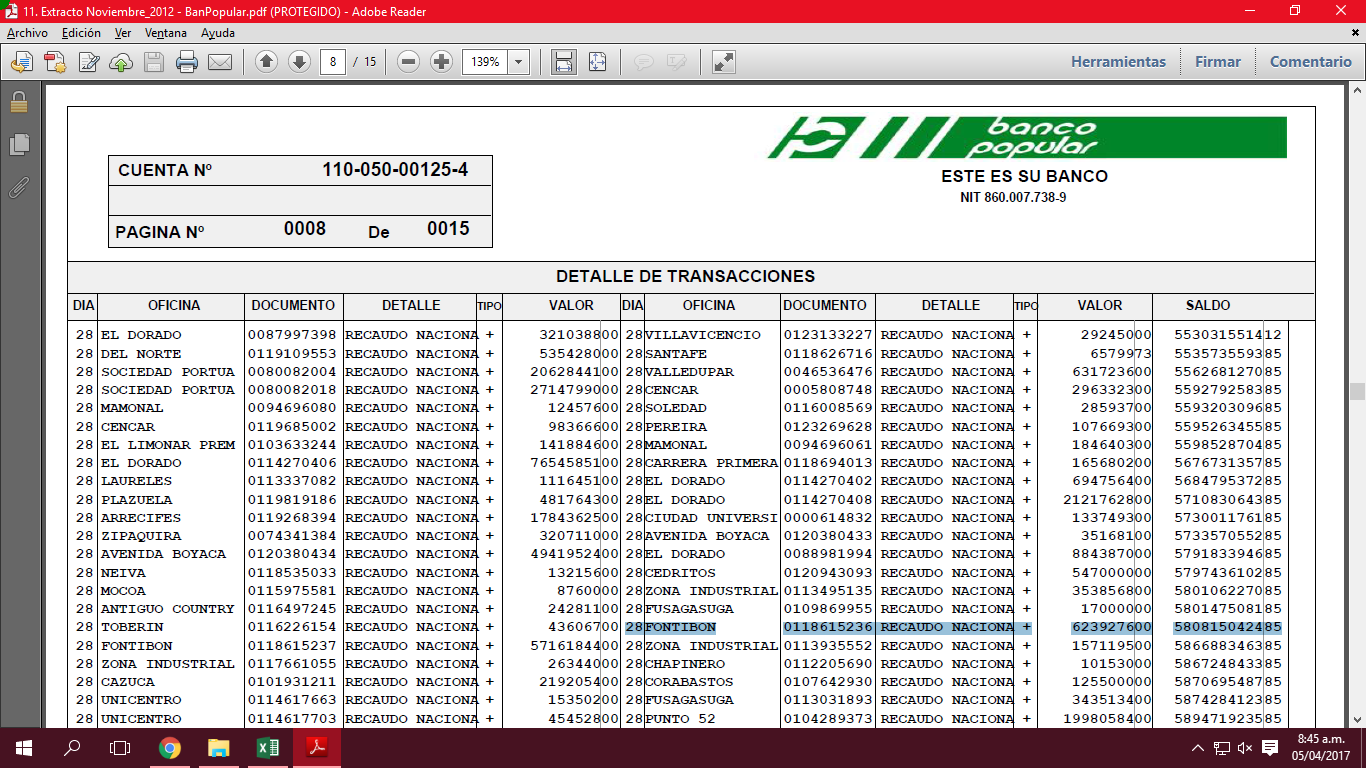 11. Extracto Noviembre_2012 - BanPopular.pdf (PROTEGIDO) - Adobe Reader
Archivo Edición Ver Ventana Ayuda
8 / 15 139% Herramientas Firmar Comentario
banco popular
CUENTA Nº 110-050-00125-4
ESTE ES SU BANCO
NIT 860.007.738-9
PAGINA Nº 0008 De 0015
DETALLE DE TRANSACCIONES
DIA OFICINA DOCUMENTO DETALLE TIPO VALOR DIA OFICINA DOCUMENTO DETALLE TIPO VALOR SALDO
28 EL DORADO 0087997398 RECAUDO NACIONA + 321038800 28 VILLAVICENCIO 0123133227 RECAUDO NACIONA + 29245000 553031551412
28 DEL NORTE 0119109553 RECAUDO NACIONA + 535428000 28 SANTAFE 0118626716 RECAUDO NACIONA + 6579973 553573559385
28 SOCIEDAD PORTUA 0080082004 RECAUDO NACIONA + 2062844100 28 VALLEDUPAR 0046536476 RECAUDO NACIONA + 631723600 556268127085
28 SOCIEDAD PORTUA 0080082018 RECAUDO NACIONA + 2714799000 28 CENCAR 0005808748 RECAUDO NACIONA + 296332300 559279258385
28 MAMONAL 0094696080 RECAUDO NACIONA + 12457600 28 SOLEDAD 0116008569 RECAUDO NACIONA + 28593700 559320309685
28 CENCAR 0119685002 RECAUDO NACIONA + 98366600 28 PEREIRA 0123269628 RECAUDO NACIONA + 107669300 559526345585
28 EL LIMONAR PREM 0103633244 RECAUDO NACIONA + 141884600 28 MAMONAL 0094696061 RECAUDO NACIONA + 184640300 559852870485
28 EL DORADO 0114270406 RECAUDO NACIONA + 7654585100 28 CARRERA PRIMERA 0118694013 RECAUDO NACIONA + 165680200 567673135785
28 LAURELES 0113337082 RECAUDO NACIONA + 111645100 28 EL DORADO 0114270402 RECAUDO NACIONA + 694756400 568479537285
28 PLAZUELA 0119819186 RECAUDO NACIONA + 481764300 28 EL DORADO 0114270408 RECAUDO NACIONA + 2121762800 571083064385
28 ARRECIFES 0119268394 RECAUDO NACIONA + 1784362500 28 CIUDAD UNIVERSI 0000614832 RECAUDO NACIONA + 133749300 573001176185
28 ZIPAQUIRA 0074341384 RECAUDO NACIONA + 320711000 28 AVENIDA BOYACA 0120380433 RECAUDO NACIONA + 35168100 573357055285
28 AVENIDA BOYACA 0120380434 RECAUDO NACIONA + 4941952400 28 EL DORADO 0088981994 RECAUDO NACIONA + 884387000 579183394685
28 NEIVA 0118535033 RECAUDO NACIONA + 13215600 28 CEDRITOS 0120943093 RECAUDO NACIONA + 547000000 579743610285
28 MOCOA 0115975581 RECAUDO NACIONA + 8760000 28 ZONA INDUSTRIAL 0113495135 RECAUDO NACIONA + 353856800 580106227085
28 ANTIGUO COUNTRY 0116497245 RECAUDO NACIONA + 24281100 28 FUSAGASUGA 0109869955 RECAUDO NACIONA + 17000000 580147508185
28 TOBERIN 0116226154 RECAUDO NACIONA + 43606700 28 FONTIBON 0118615236 RECAUDO NACIONA + 623927600 580815042485
28 FONTIBON 0118615237 RECAUDO NACIONA + 5716184400 28 ZONA INDUSTRIAL 0113935552 RECAUDO NACIONA + 157119500 586688346385
28 ZONA INDUSTRIAL 0117661055 RECAUDO NACIONA + 26344000 28 CHAPINERO 0112205690 RECAUDO NACIONA + 10153000 586724843385
28 CAZUCA 0101931211 RECAUDO NACIONA + 219205400 28 CORABASTOS 0107642930 RECAUDO NACIONA + 125500000 587069548785
28 UNICENTRO 0114617663 RECAUDO NACIONA + 15350200 28 FUSAGASUGA 0113031893 RECAUDO NACIONA + 343513400 587428412385
28 UNICENTRO 0114617703 RECAUDO NACIONA + 45452800 28 PUNTO 52 0104289373 RECAUDO NACIONA + 1998058400 589471923585
8:45 a.m.
05/04/2017